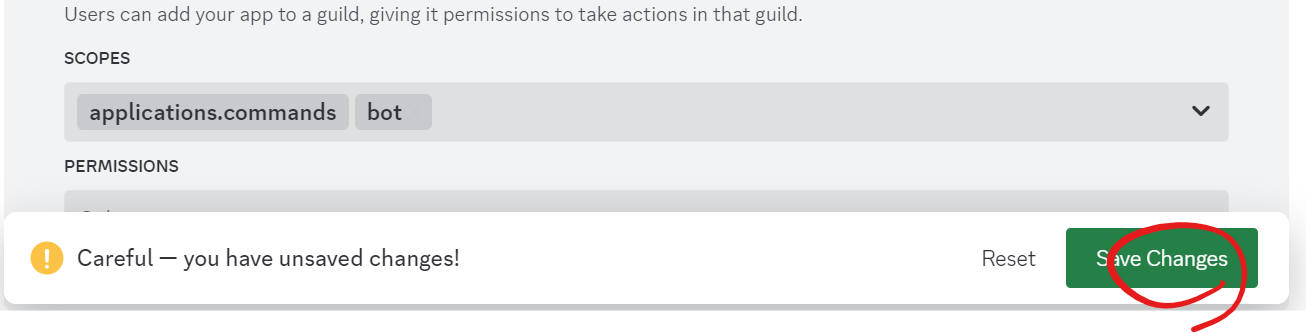 Users can add your app to a guild, giving it permissions to take actions in that guild.
SCOPES
applications.commands bot
PERMISSIONS
Careful — you have unsaved changes! Reset Save Changes